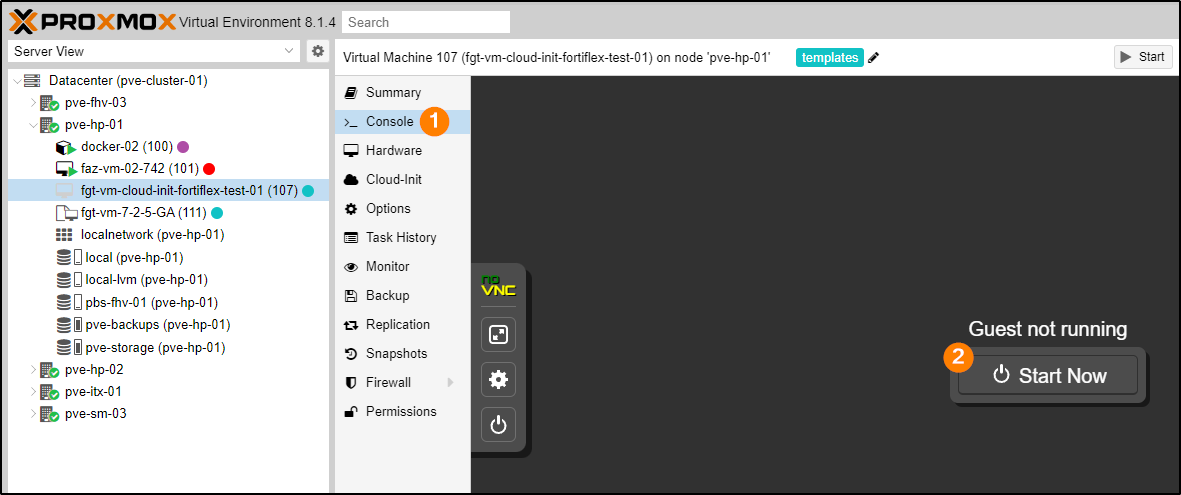 PROXMOX Virtual Environment 8.1.4 Search
Server View
Virtual Machine 107 (fgt-vm-cloud-init-fortiflex-test-01) on node 'pve-hp-01' templates Start
Datacenter (pve-cluster-01)
pve-fhv-03
pve-hp-01
docker-02 (100)
faz-vm-02-742 (101)
fgt-vm-cloud-init-fortiflex-test-01 (107)
fgt-vm-7-2-5-GA (111)
localnetwork (pve-hp-01)
local (pve-hp-01)
local-lvm (pve-hp-01)
pbs-fhv-01 (pve-hp-01)
pve-backups (pve-hp-01)
pve-storage (pve-hp-01)
pve-hp-02
pve-itx-01
pve-sm-03
Summary
>_ Console 1
Hardware
Cloud-Init
Options
Task History
Monitor
Backup
Replication
Snapshots
Firewall
Permissions
no
VNC
Guest not running
2 Start Now